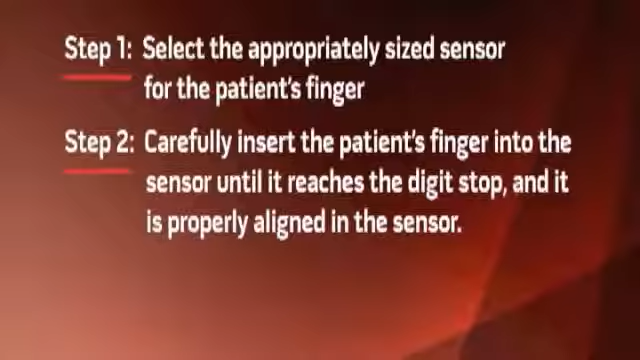 Step 1: Select the appropriately sized sensor
for the patient's finger
Step 2: Carefully insert the patient's finger into the
sensor until it reaches the digit stop, and it
is properly aligned in the sensor.